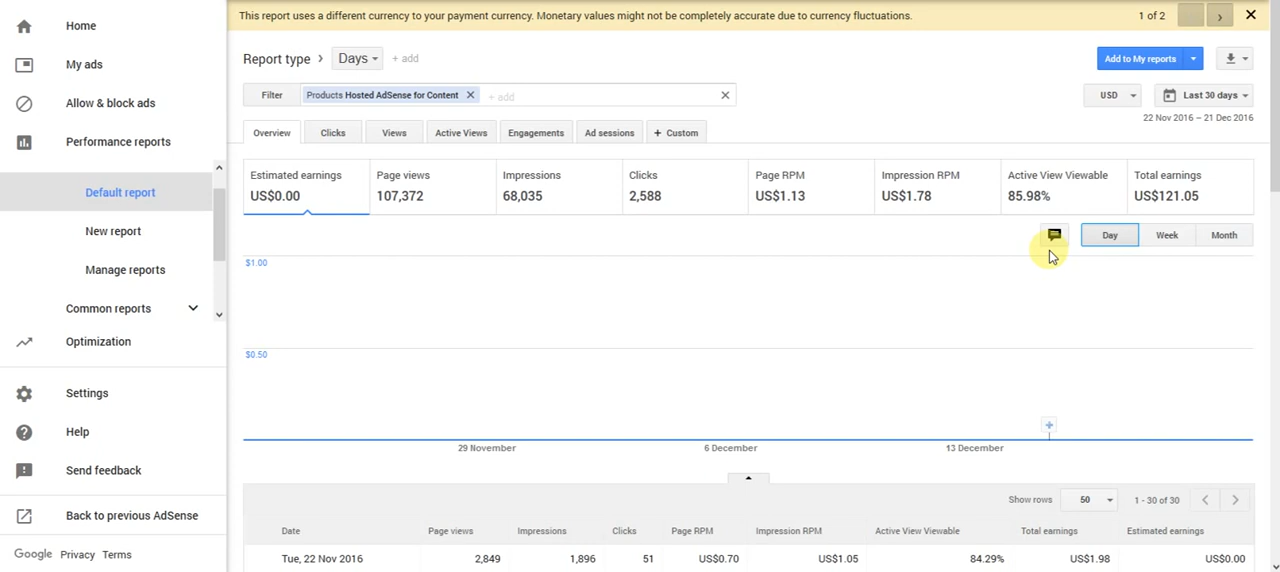 This report uses a different currency to your payment currency. Monetary values might not be completely accurate due to currency fluctuations.
1 of 2
Home
My ads
Allow & block ads
Performance reports
Default report
New report
Manage reports
Common reports
Optimization
Settings
Help
Send feedback
Back to previous AdSense
Google Privacy Terms
Report type Days + add
Add to My reports
Filter Products Hosted AdSense for Content + add
USD Last 30 days
22 Nov 2016 – 21 Dec 2016
Overview Clicks Views Active Views Engagements Ad sessions + Custom
Estimated earnings Page views Impressions Clicks Page RPM Impression RPM Active View Viewable Total earnings
US$0.00 107,372 68,035 2,588 US$1.13 US$1.78 85.98% US$121.05
Day Week Month
$1.00
$0.50
29 November 6 December 13 December
Show rows 50 1 - 30 of 30
Date Page views Impressions Clicks Page RPM Impression RPM Active View Viewable Total earnings Estimated earnings
Tue, 22 Nov 2016 2,849 1,896 51 US$0.70 US$1.05 84.29% US$1.98 US$0.00